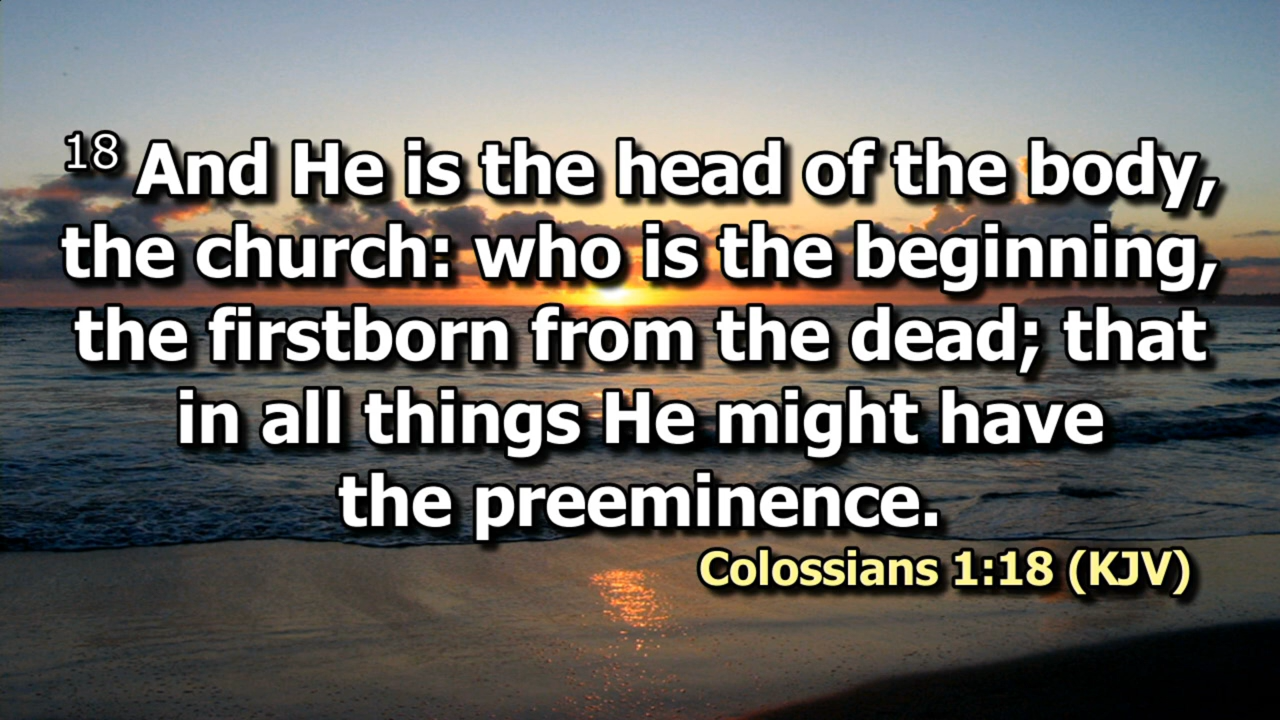 18 And He is the head of the body,
the church: who is the beginning,
the firstborn from the dead; that
in all things He might have
the preeminence.
Colossians 1:18 (KJV)